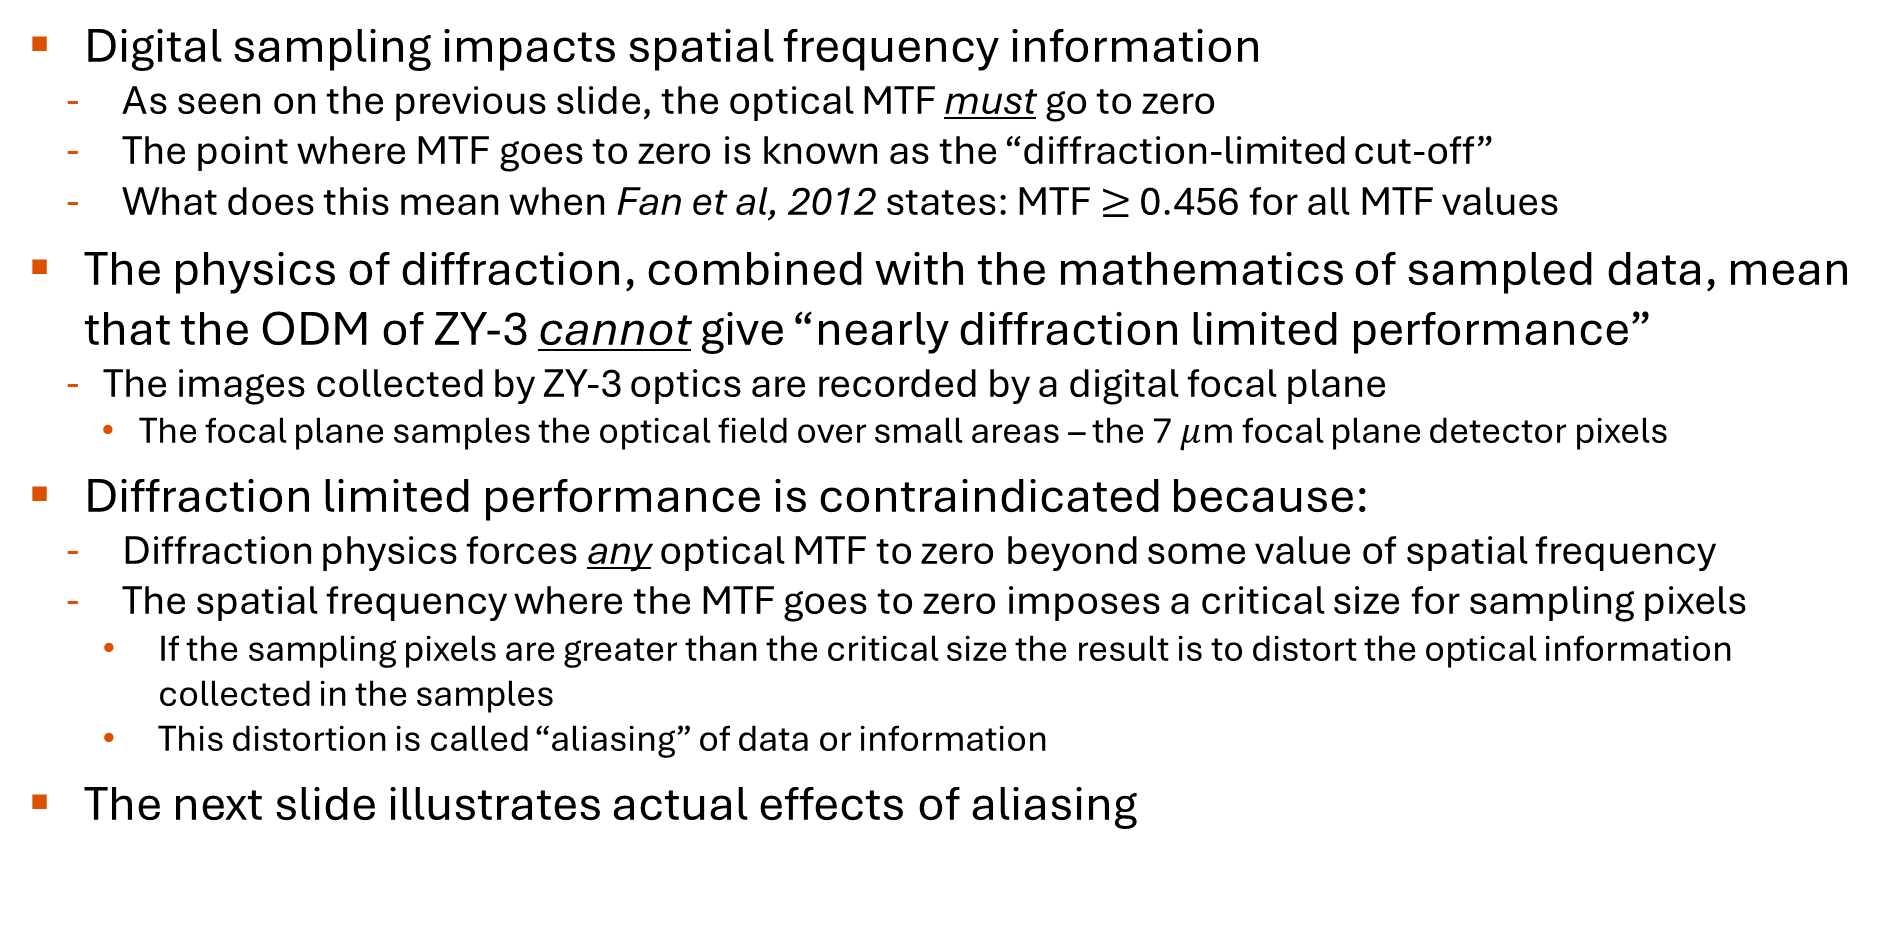 ▪ Digital sampling impacts spatial frequency information
- As seen on the previous slide, the optical MTF must go to zero
- The point where MTF goes to zero is known as the “diffraction-limited cut-off”
- What does this mean when Fan et al, 2012 states: MTF ≥ 0.456 for all MTF values
▪ The physics of diffraction, combined with the mathematics of sampled data, mean
that the ODM of ZY-3 cannot give “nearly diffraction limited performance”
- The images collected by ZY-3 optics are recorded by a digital focal plane
• The focal plane samples the optical field over small areas – the 7 𝜇m focal plane detector pixels
▪ Diffraction limited performance is contraindicated because:
- Diffraction physics forces any optical MTF to zero beyond some value of spatial frequency
- The spatial frequency where the MTF goes to zero imposes a critical size for sampling pixels
• If the sampling pixels are greater than the critical size the result is to distort the optical information
collected in the samples
• This distortion is called “aliasing” of data or information
▪ The next slide illustrates actual effects of aliasing